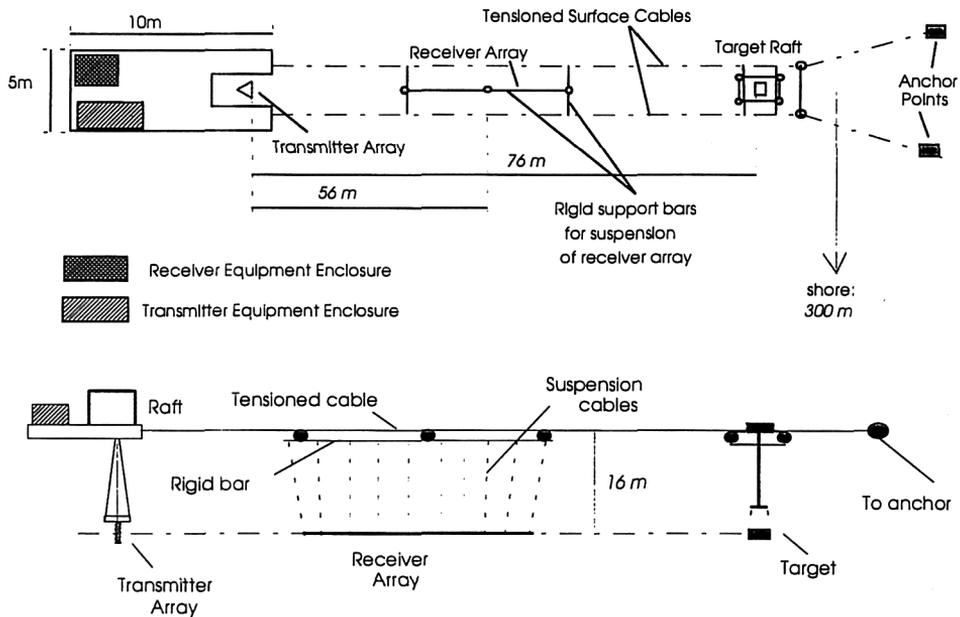 10m
Tensioned Surface Cables
Receiver Array
Target Raft
5m
Anchor
Points
Transmitter Array
76 m
56 m
Rigid support bars
for suspension
of receiver array
Receiver Equipment Enclosure
Transmitter Equipment Enclosure
shore:
300 m
Raft
Tensioned cable
Suspension
cables
Rigid bar
16 m
To anchor
Receiver
Array
Target
Transmitter
Array